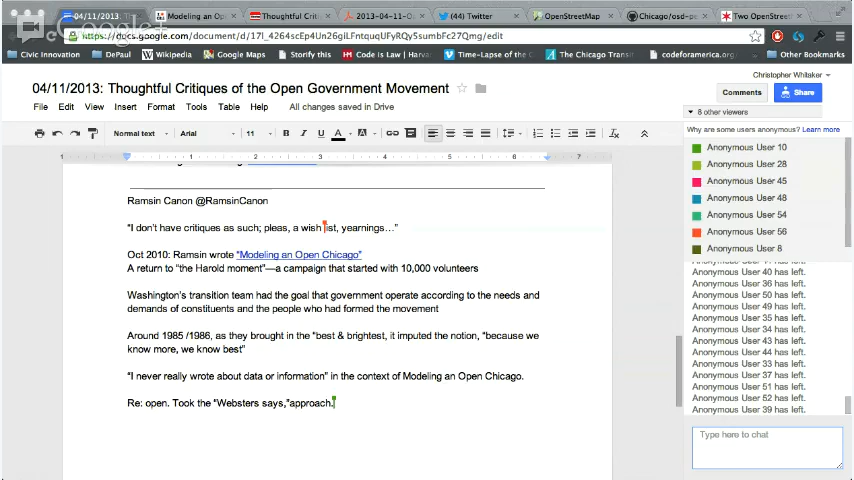 04/11/2013:
Modeling an Op
Thoughtful Cri
2013-04-11-O
(44) Twitter
OpenStreetMap
Chicago/osd-pe
Two OpenStreet
Google+
https://docs.google.com/document/d/17l_4264scEp4Un26giLFntquqUfyRQy5sumbFc27Qmg/edit
Civic Innovation
DePaul
Wikipedia
Google Maps
Storify this
Code is Law | Harvar
Time-Lapse of the C
The Chicago Transit
codeforamerica.org
Other Bookmarks
Christopher Whitaker
04/11/2013: Thoughtful Critiques of the Open Government Movement
Comments
Share
File Edit View Insert Format Tools Table Help All changes saved in Drive
8 other viewers
Normal text Arial 11 B I U A A
Why are some users anonymous? Learn more
1 1 2 3 4 5 6 7
Anonymous User 10
Anonymous User 28
Anonymous User 45
Anonymous User 48
Anonymous User 54
Anonymous User 56
Anonymous User 8
Ramsin Canon @RamsinCanon
“I don’t have critiques as such; pleas, a wish list, yearnings…”
Oct 2010: Ramsin wrote “Modeling an Open Chicago”
A return to “the Harold moment”—a campaign that started with 10,000 volunteers
Washington’s transition team had the goal that government operate according to the needs and
demands of constituents and the people who had formed the movement
Around 1985 /1986, as they brought in the “best & brightest, it imputed the notion, “because we
know more, we know best”
“I never really wrote about data or information” in the context of Modeling an Open Chicago.
Re: open. Took the “Websters says,”approach.
Anonymous User 40 has left.
Anonymous User 36 has left.
Anonymous User 50 has left.
Anonymous User 49 has left.
Anonymous User 35 has left.
Anonymous User 34 has left.
Anonymous User 43 has left.
Anonymous User 44 has left.
Anonymous User 33 has left.
Anonymous User 37 has left.
Anonymous User 51 has left.
Anonymous User 52 has left.
Anonymous User 39 has left.
Type here to chat